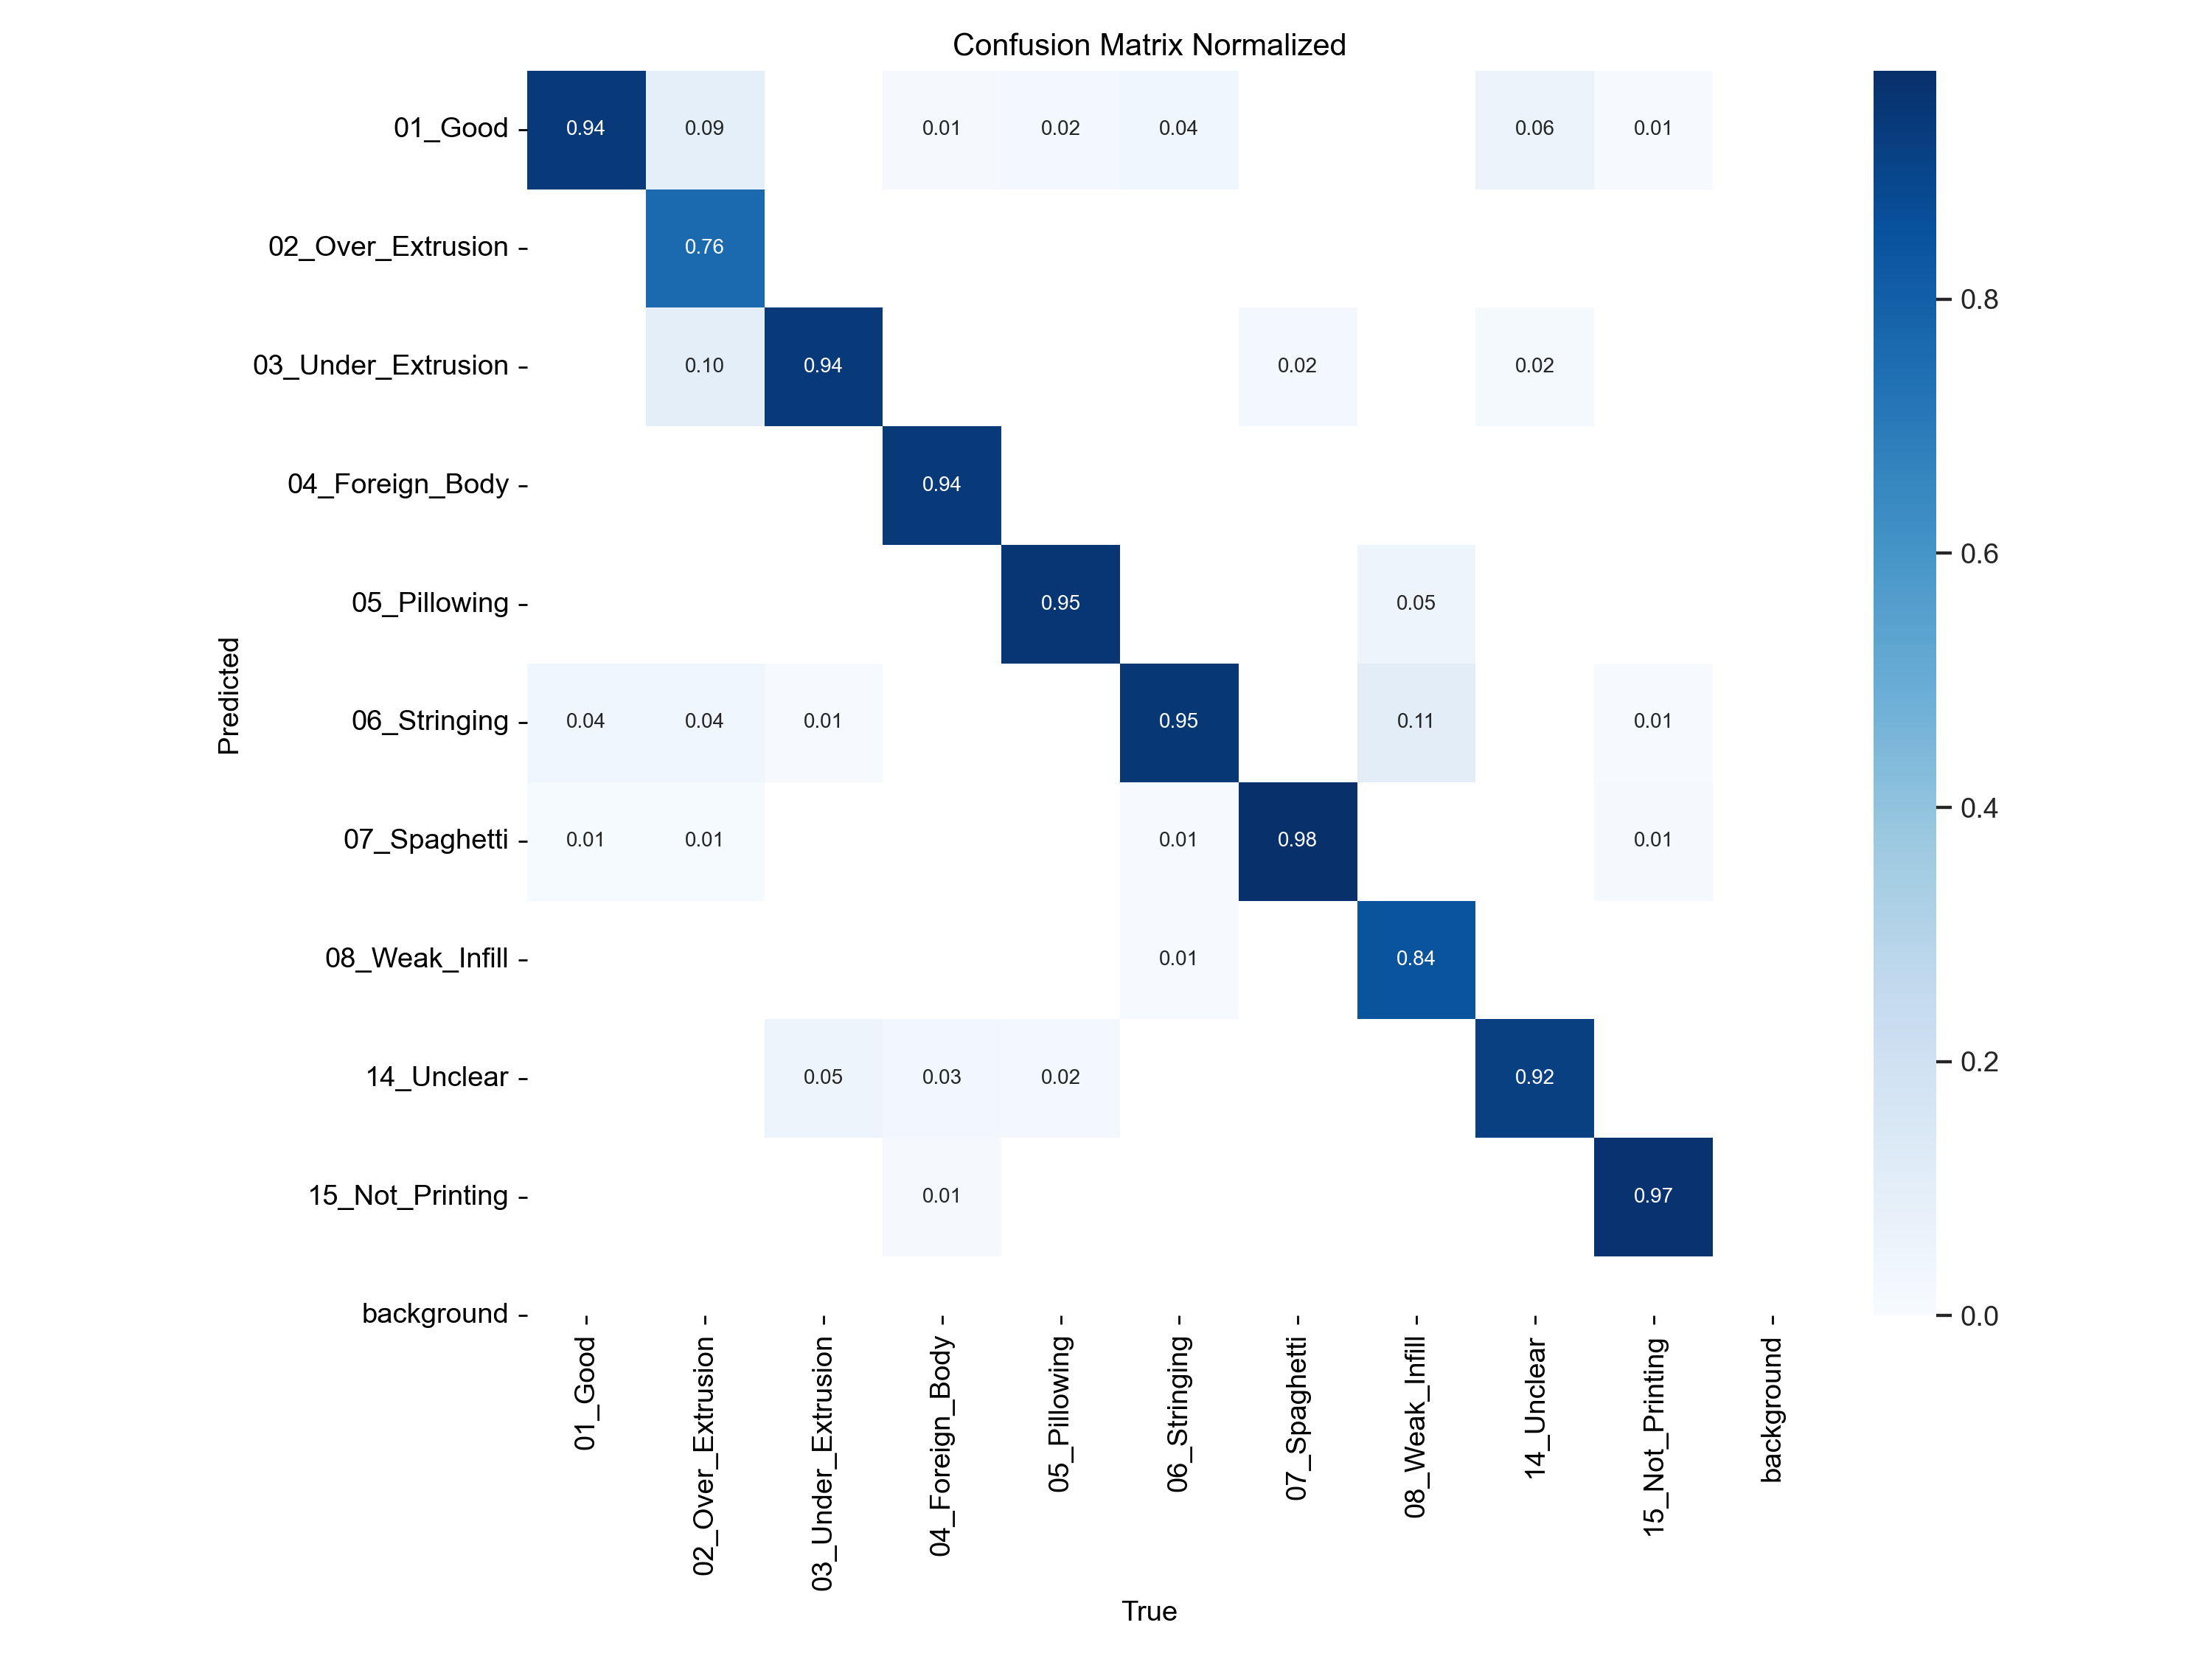 Confusion Matrix Normalized
01_Good 0.94 0.09 0.01 0.02 0.04 0.06 0.01
02_Over_Extrusion 0.76
0.8
03_Under_Extrusion 0.10 0.94 0.02 0.02
04_Foreign_Body 0.94
0.6
05_Pillowing 0.95 0.05
Predicted
06_Stringing 0.04 0.04 0.01 0.95 0.11 0.01
0.4
07_Spaghetti 0.01 0.01 0.01 0.98 0.01
08_Weak_Infill 0.01 0.84
0.2
14_Unclear 0.05 0.03 0.02 0.92
15_Not_Printing 0.01 0.97
background
0.0
01_Good
02_Over_Extrusion
03_Under_Extrusion
04_Foreign_Body
05_Pillowing
06_Stringing
07_Spaghetti
08_Weak_Infill
14_Unclear
15_Not_Printing
background
True